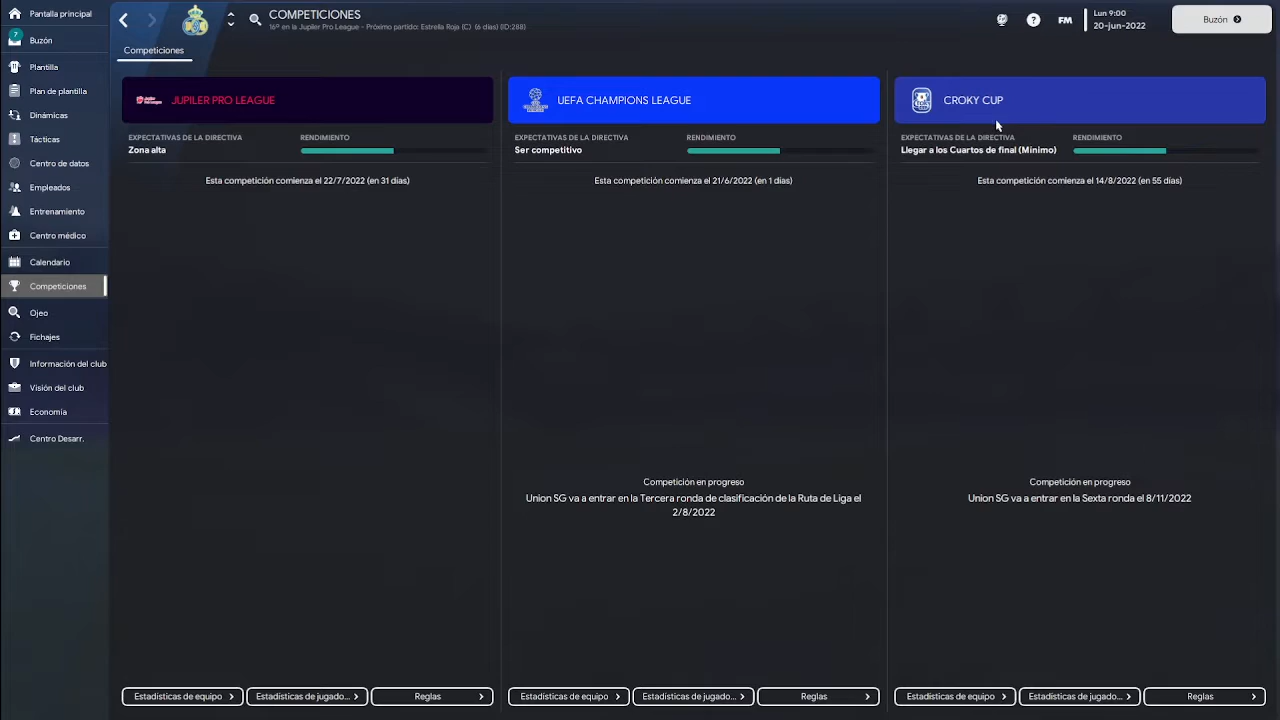 Pantalla principal
7
Buzón
Plantilla
Plan de plantilla
Dinámicas
Tácticas
Centro de datos
Empleados
Entrenamiento
Centro médico
Calendario
Competiciones
Ojeo
Fichajes
Información del club
Visión del club
Economía
Centro Desarr.
COMPETICIONES
16º en la Jupiler Pro League - Próximo partido: Estrella Roja (C) (6 días) (ID:288)
?
FM
Lun 9:00
20-jun-2022
Buzón
Competiciones
JUPILER PRO LEAGUE
EXPECTATIVAS DE LA DIRECTIVA
RENDIMIENTO
Zona alta
Esta competición comienza el 22/7/2022 (en 31 días)
Estadísticas de equipo
Estadísticas de jugado...
Reglas
UEFA CHAMPIONS LEAGUE
EXPECTATIVAS DE LA DIRECTIVA
RENDIMIENTO
Ser competitivo
Esta competición comienza el 21/6/2022 (en 1 días)
Competición en progreso
Union SG va a entrar en la Tercera ronda de clasificación de la Ruta de Liga el
2/8/2022
Estadísticas de equipo
Estadísticas de jugado...
Reglas
CROKY CUP
EXPECTATIVAS DE LA DIRECTIVA
RENDIMIENTO
Llegar a los Cuartos de final (Mínimo)
Esta competición comienza el 14/8/2022 (en 55 días)
Competición en progreso
Union SG va a entrar en la Sexta ronda el 8/11/2022
Estadísticas de equipo
Estadísticas de jugado...
Reglas